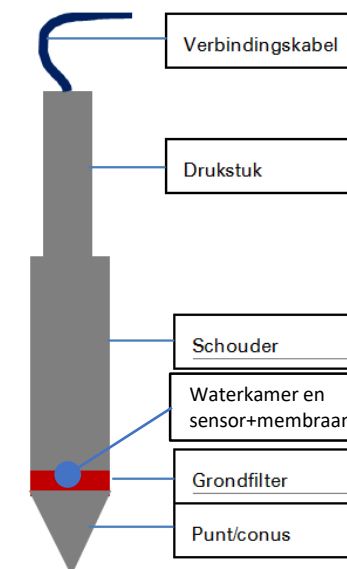 Verbindingskabel
Drukstuk
Schouder
Waterkamer en
sensor+membraan
Grondfilter
Punt/conus